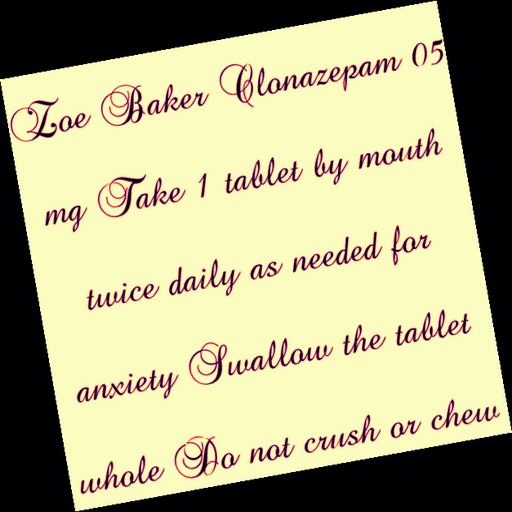 Zoe Baker Clonazepam 05
mg Take 1 tablet by mouth
twice daily as needed for
anxiety Swallow the tablet
whole Do not crush or chew